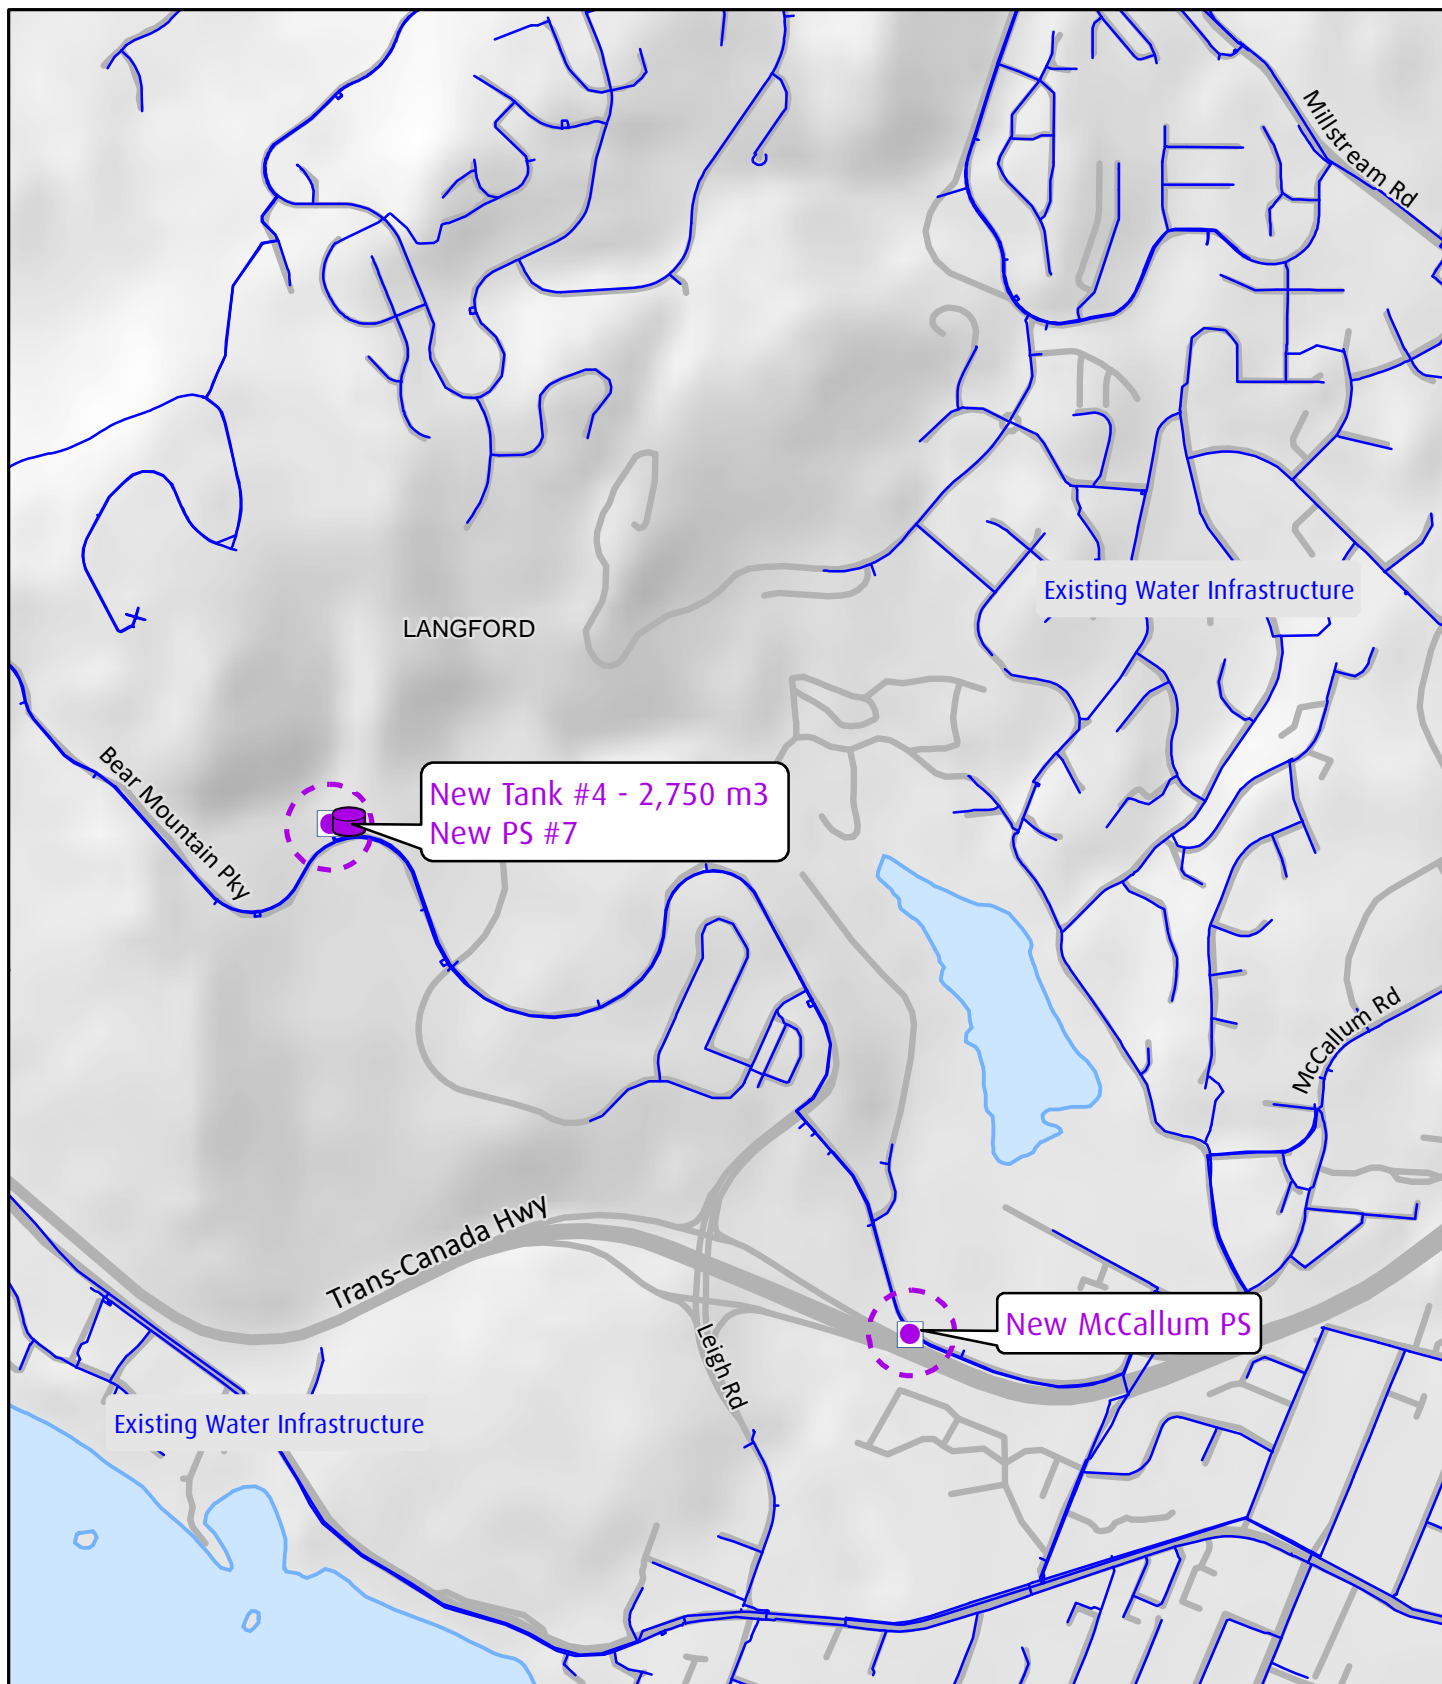 Millstream Rd
Existing Water Infrastructure
LANGFORD
Bear Mountain Pky
New Tank #4 - 2,750 m3
New PS #7
McCallum Rd
Trans-Canada Hwy
New McCallum PS
Leigh Rd
Existing Water Infrastructure